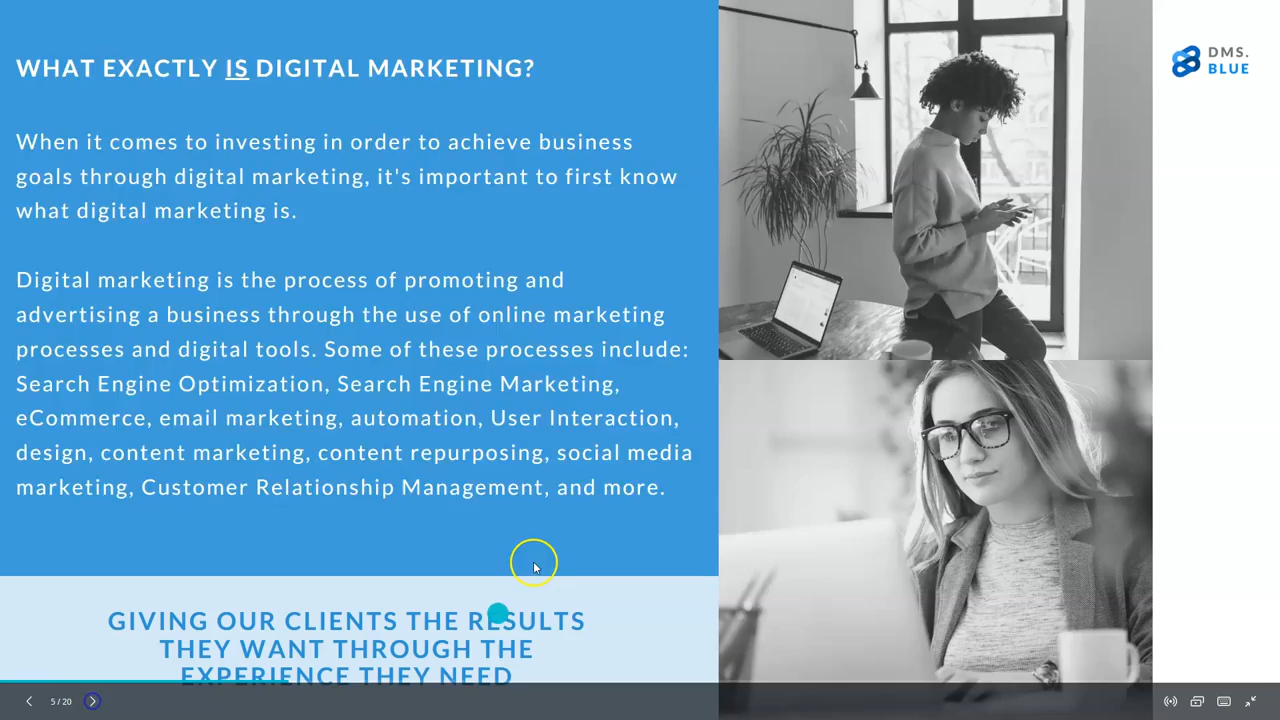 WHAT EXACTLY IS DIGITAL MARKETING?
When it comes to investing in order to achieve business
goals through digital marketing, it's important to first know
what digital marketing is.
Digital marketing is the process of promoting and
advertising a business through the use of online marketing
processes and digital tools. Some of these processes include:
Search Engine Optimization, Search Engine Marketing,
eCommerce, email marketing, automation, User Interaction,
design, content marketing, content repurposing, social media
marketing, Customer Relationship Management, and more.
GIVING OUR CLIENTS THE RESULTS
THEY WANT THROUGH THE
EXPERIENCE THEY NEED
DMS.
BLUE
5 / 20